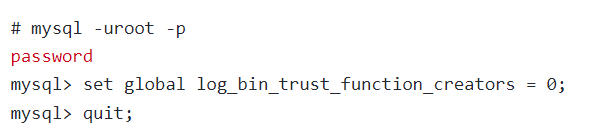 # mysql -uroot -p
password
mysql> set global log_bin_trust_function_creators = 0;
mysql> quit;